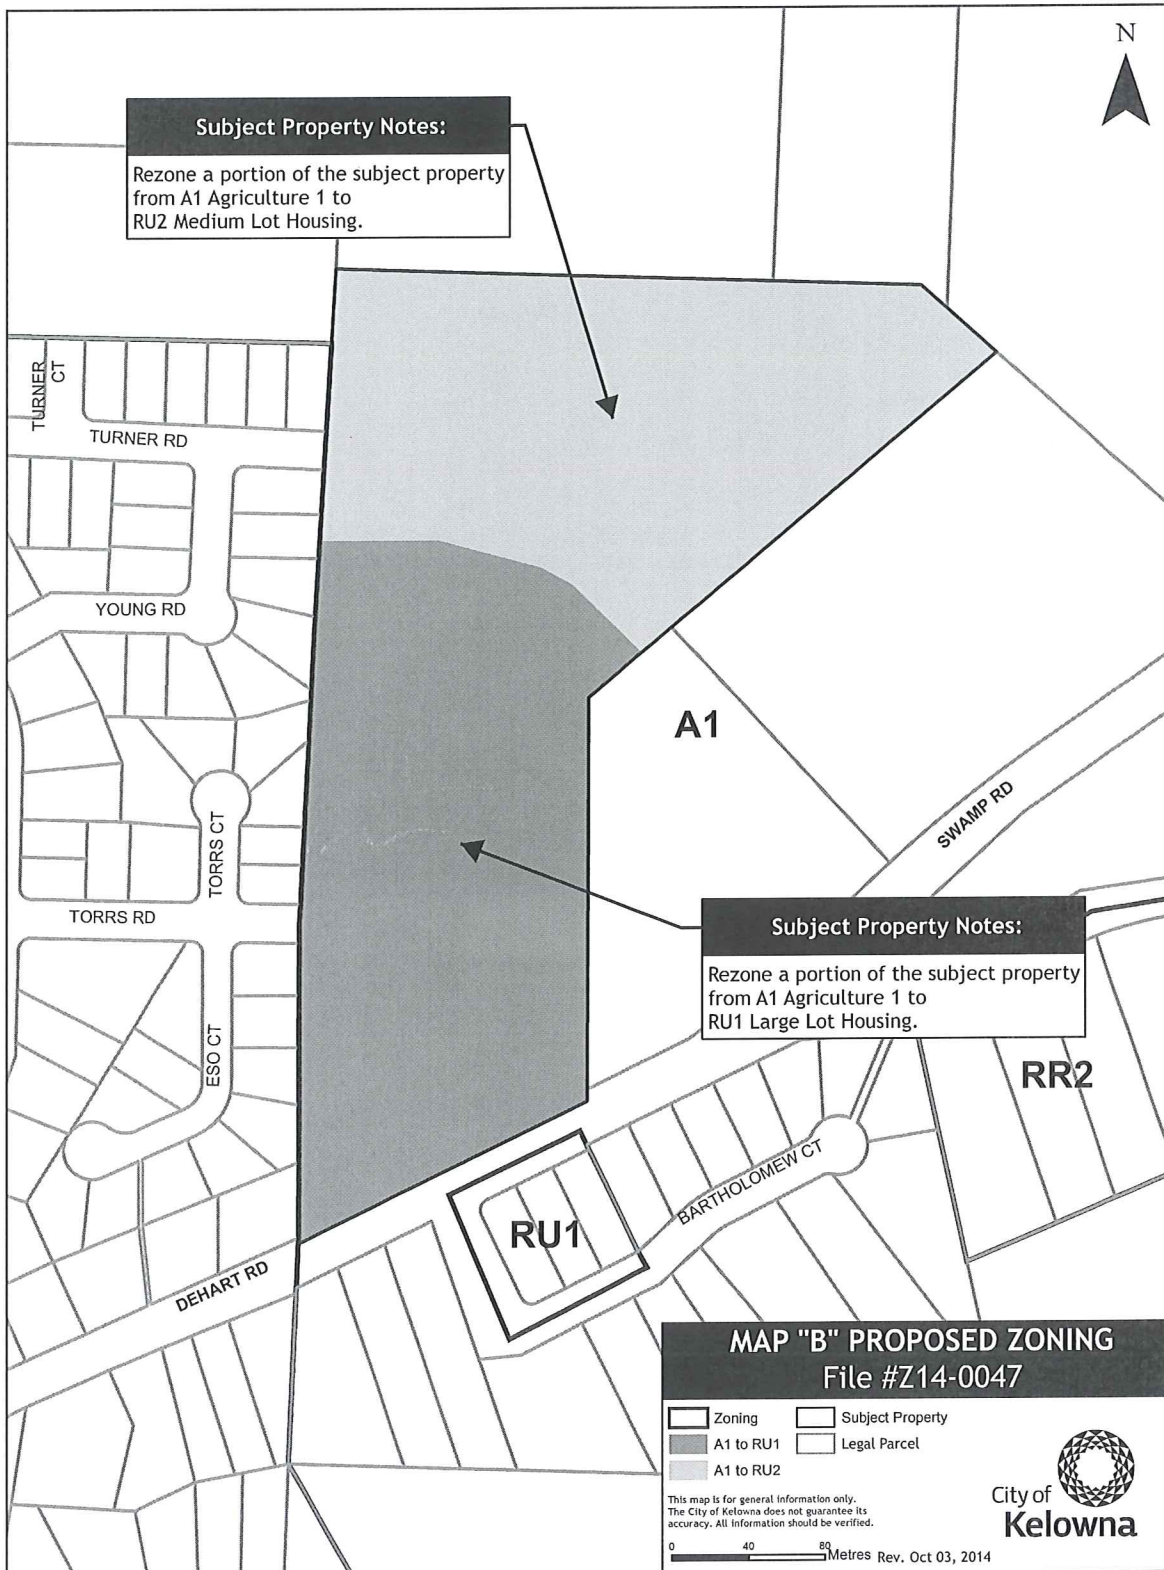 N
Subject Property Notes:
Rezone a portion of the subject property
from A1 Agriculture 1 to
RU2 Medium Lot Housing.
TURNER
CT
TURNER RD
YOUNG RD
A1
SWAMP RD
TORRS CT
TORRS RD
Subject Property Notes:
Rezone a portion of the subject property
from A1 Agriculture 1 to
RU1 Large Lot Housing.
ESO CT
RR2
BARTHOLOMEW CT
RU1
DEHART RD
MAP "B" PROPOSED ZONING
File #Z14-0047
Zoning
Subject Property
A1 to RU1
Legal Parcel
A1 to RU2
This map is for general information only.
The City of Kelowna does not guarantee its
accuracy. All information should be verified.
City of
Kelowna
0 40 80
Metres Rev. Oct 03, 2014